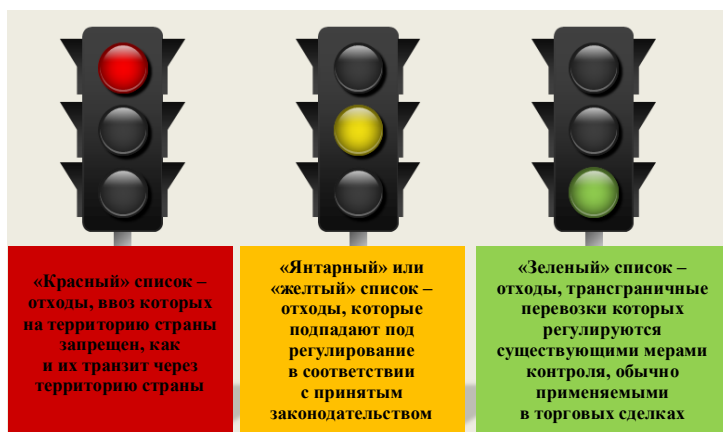 «Красный» список –
отходы, ввоз которых
на территорию страны
запрещен, как
и их транзит через
территорию страны
«Янтарный» или
«желтый» список –
отходы, которые
подпадают под
регулирование
в соответствии
с принятым
законодательством
«Зеленый» список –
отходы, трансграничные
перевозки которых
регулируются
существующими мерами
контроля, обычно
применяемыми
в торговых сделках